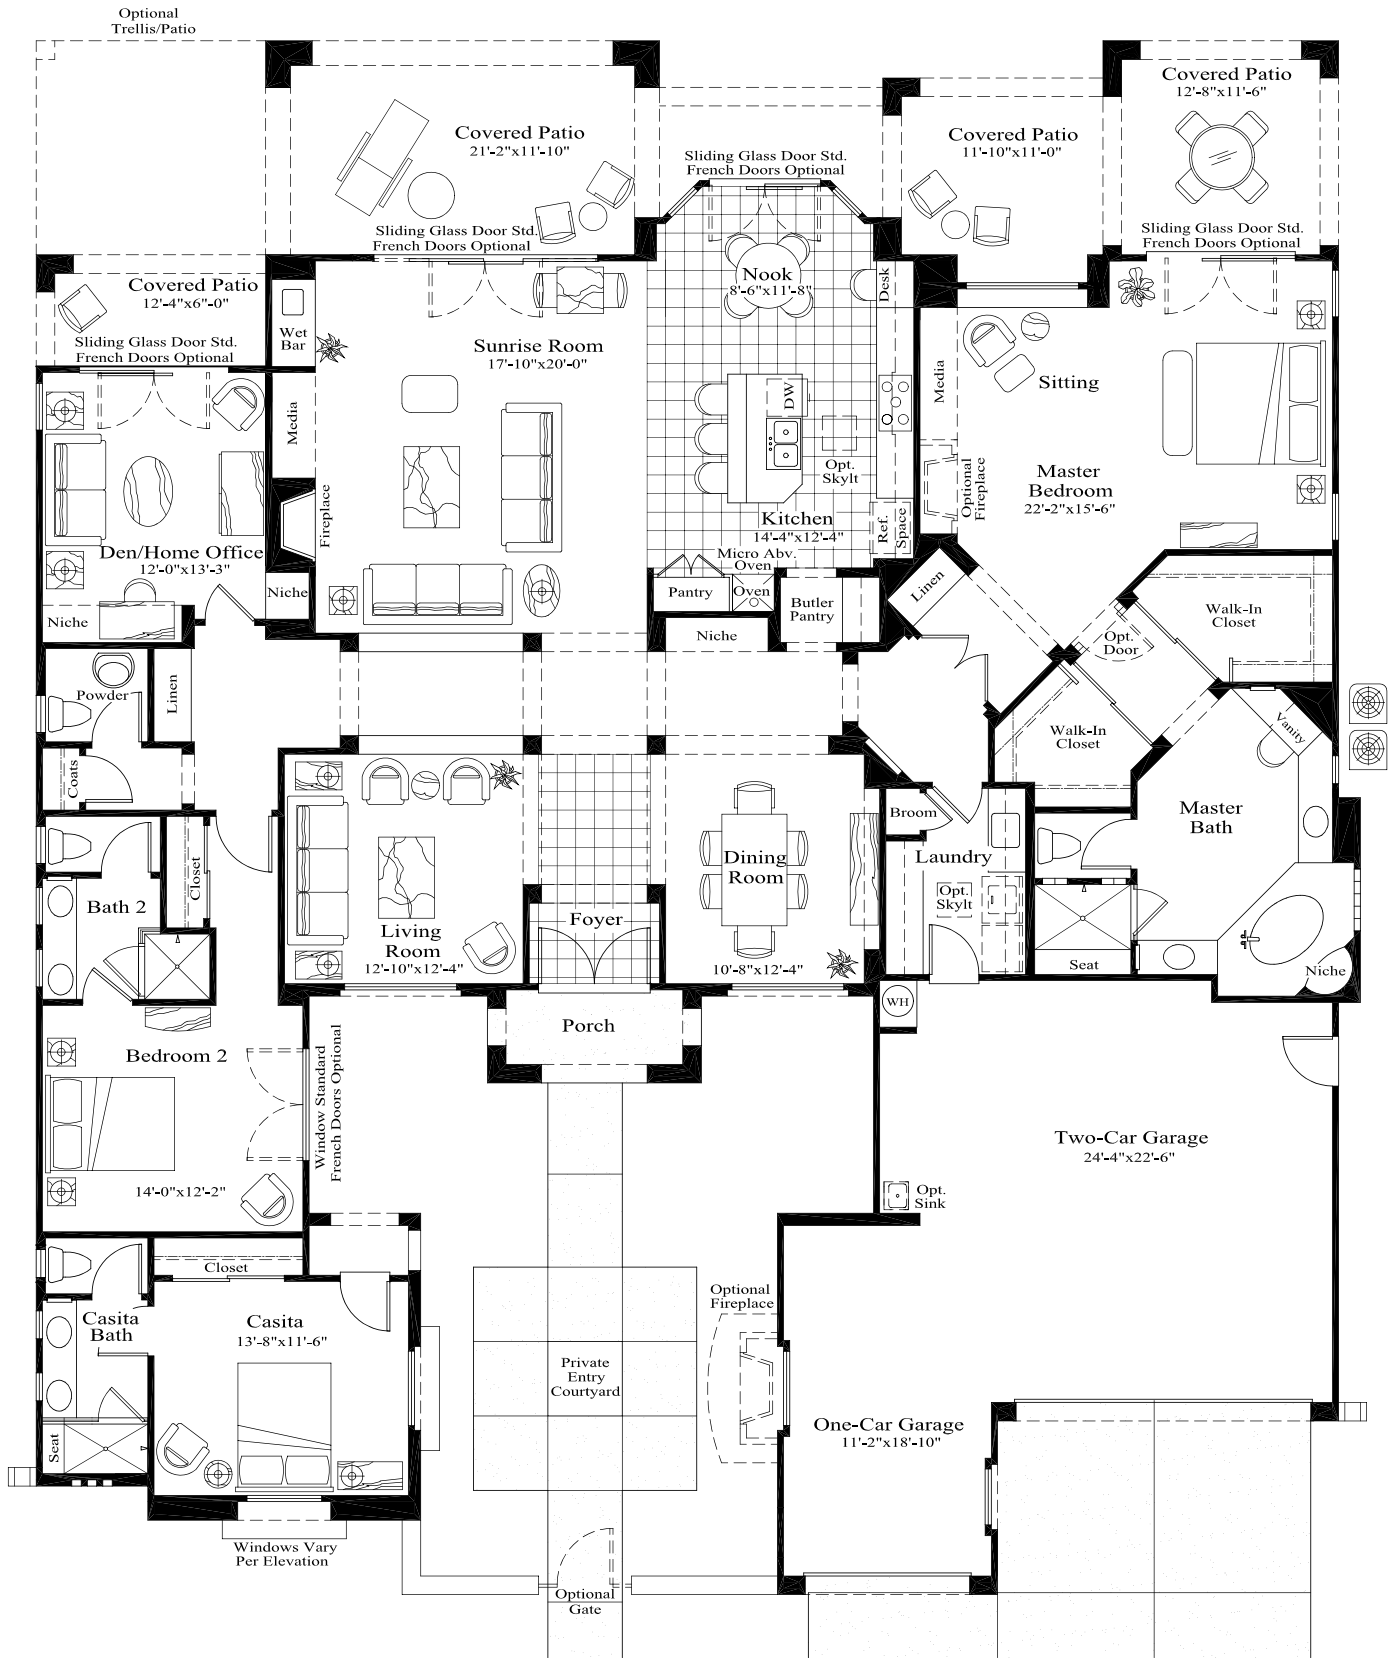 Optional
Trellis/Patio
Covered Patio
12'-8"x11'-6"
Covered Patio
21'-2"x11'-10"
Covered Patio
11'-10"x11'-0"
Sliding Glass Door Std.
French Doors Optional
Sliding Glass Door Std.
French Doors Optional
Sliding Glass Door Std.
French Doors Optional
Covered Patio
12'-4"x6"-0"
Nook
8'-6"x11'-8"
Desk
Wet
Bar
Sliding Glass Door Std.
French Doors Optional
Sunrise Room
17'-10"x20'-0"
Sitting
Media
Media
DW
Opt.
Skylt
Master
Bedroom
22'-2"x15'-6"
Optional
Fireplace
Fireplace
Kitchen
14'-4"x12'-4"
Ref.
Space
Den/Home Office
12'-0"x13'-3"
Micro Abv.
Oven
Niche
Pantry
Oven
Butler
Pantry
Linen
Walk-In
Closet
Niche
Niche
Opt.
Door
Powder
Linen
Walk-In
Closet
Vanity
Coats
Broom
Master
Bath
Laundry
Dining
Room
Closet
Opt.
Skylt
Bath 2
Foyer
Living
Room
12'-10"x12'-4"
10'-8"x12'-4"
Seat
Niche
WH
Porch
Bedroom 2
Window Standard
French Doors Optional
Two-Car Garage
24'-4"x22'-6"
14'-0"x12'-2"
Opt.
Sink
Closet
Optional
Fireplace
Casita
Bath
Casita
13'-8"x11'-6"
Private
Entry
Courtyard
One-Car Garage
11'-2"x18'-10"
Seat
Windows Vary
Per Elevation
Optional
Gate